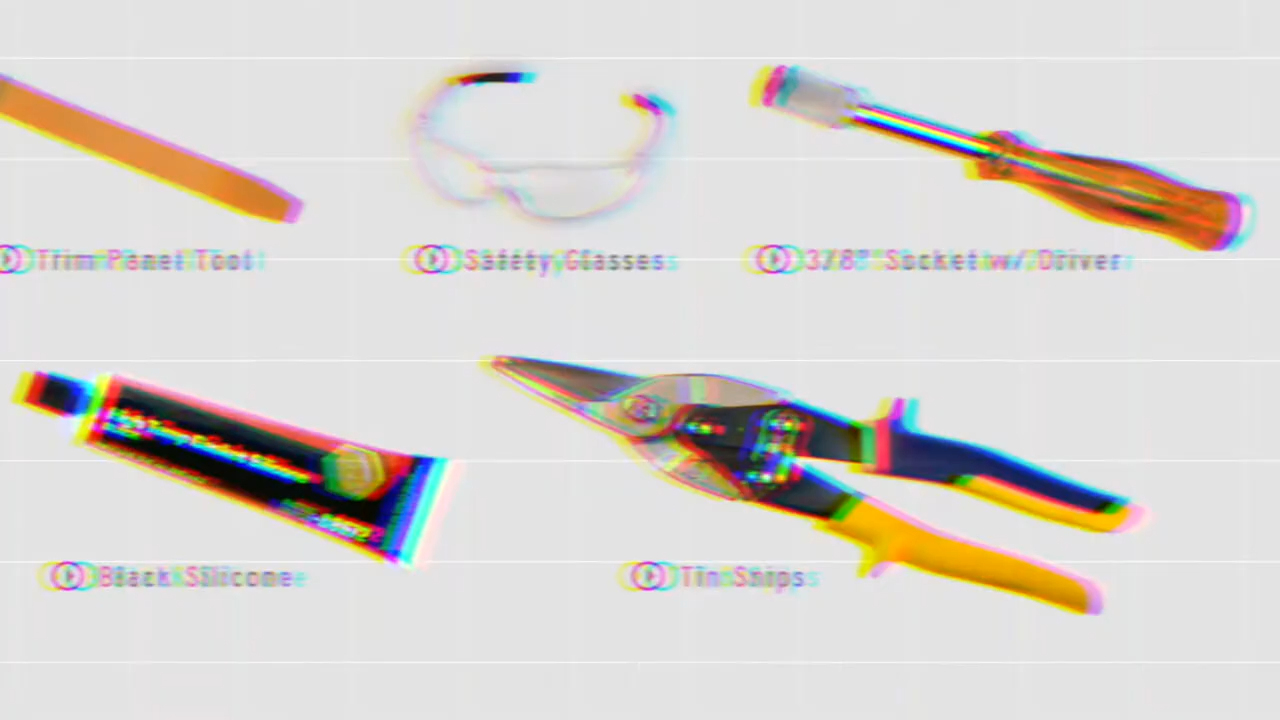 Trim Panel Tool
Safety Glasses
3/8" Socket w/ Driver
Black Silicone
Tin Snips